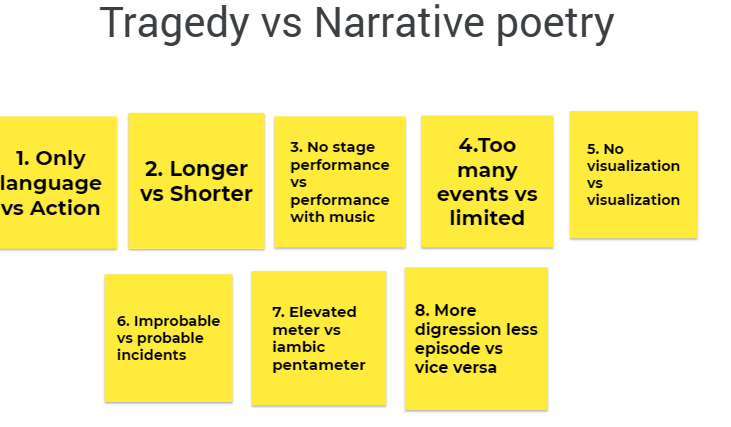 Tragedy vs Narrative poetry
1. Only
language
vs Action
2. Longer
vs Shorter
3. No stage
performance
vs
performance
with music
4.Too
many
events vs
limited
5. No
visualization
vs
visualization
6. Improbable
vs probable
incidents
7. Elevated
meter vs
iambic
pentameter
8. More
digression less
episode vs
vice versa